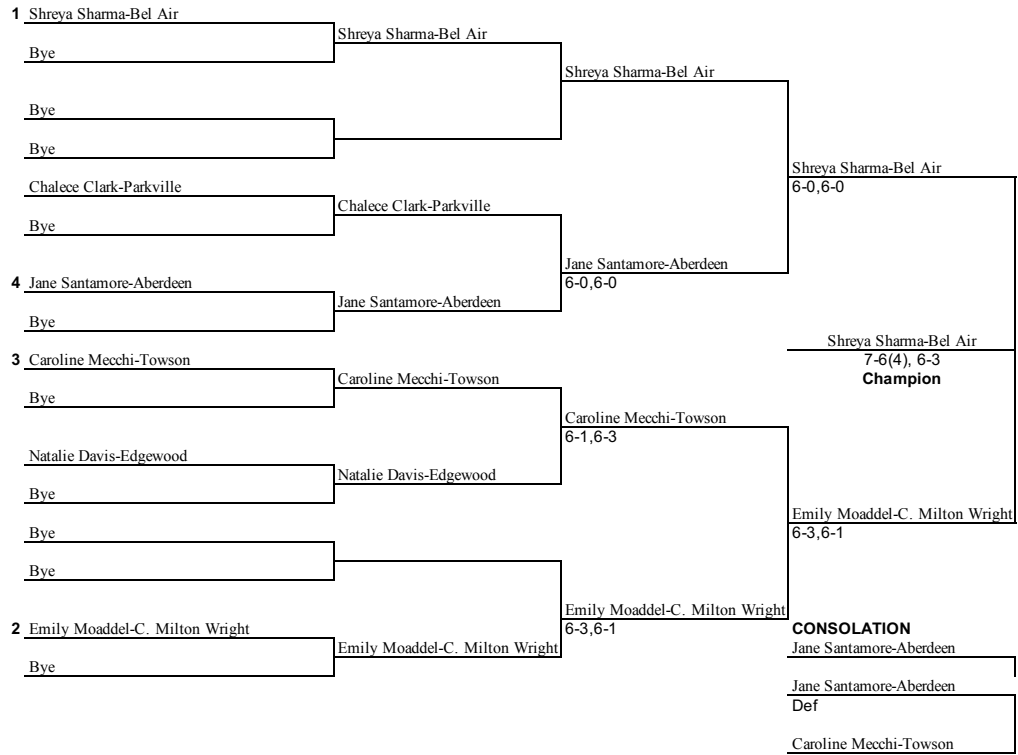 1 Shreya Sharma-Bel Air
Shreya Sharma-Bel Air
Bye
Shreya Sharma-Bel Air
Bye
Bye
Shreya Sharma-Bel Air
6-0,6-0
Chalece Clark-Parkville
Chalece Clark-Parkville
Bye
Jane Santamore-Aberdeen
6-0,6-0
4 Jane Santamore-Aberdeen
Jane Santamore-Aberdeen
Bye
Shreya Sharma-Bel Air
7-6(4), 6-3
Champion
3 Caroline Mecchi-Towson
Caroline Mecchi-Towson
Bye
Caroline Mecchi-Towson
6-1,6-3
Natalie Davis-Edgewood
Natalie Davis-Edgewood
Bye
Emily Moaddel-C. Milton Wright
6-3,6-1
Bye
Bye
Emily Moaddel-C. Milton Wright
6-3,6-1
2 Emily Moaddel-C. Milton Wright
Emily Moaddel-C. Milton Wright
Bye
CONSOLATION
Jane Santamore-Aberdeen
Jane Santamore-Aberdeen
Def
Caroline Mecchi-Towson